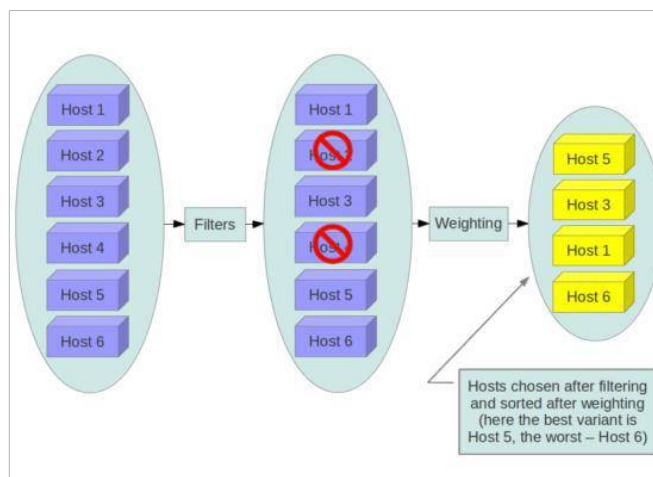 Host 1
Host 2
Host 3
Host 4
Host 5
Host 6
Filters
Host 1
Host
Host 3
Host
Host 5
Host 6
Weighting
Host 5
Host 3
Host 1
Host 6
Hosts chosen after filtering
and sorted after weighting
(here the best variant is
Host 5, the worst – Host 6)